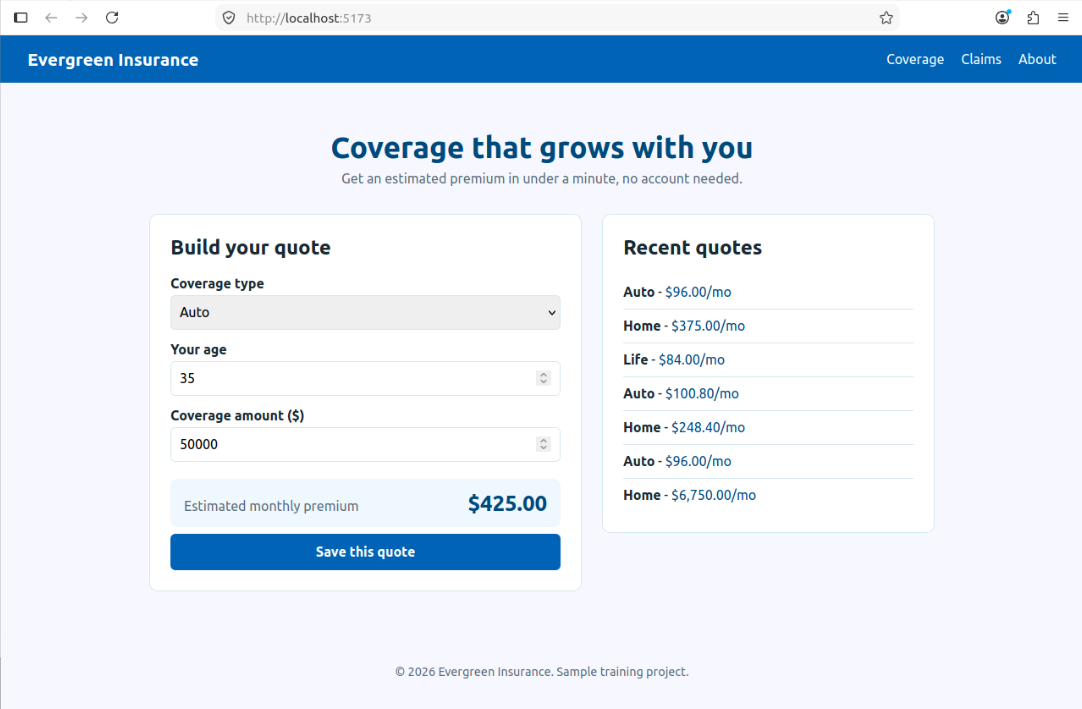 http://localhost:5173
Evergreen Insurance
Coverage Claims About
Coverage that grows with you
Get an estimated premium in under a minute, no account needed.
Build your quote
Coverage type
Auto
Your age
35
Coverage amount ($)
50000
Estimated monthly premium $425.00
Save this quote
Recent quotes
Auto - $96.00/mo
Home - $375.00/mo
Life - $84.00/mo
Auto - $100.80/mo
Home - $248.40/mo
Auto - $96.00/mo
Home - $6,750.00/mo
© 2026 Evergreen Insurance. Sample training project.